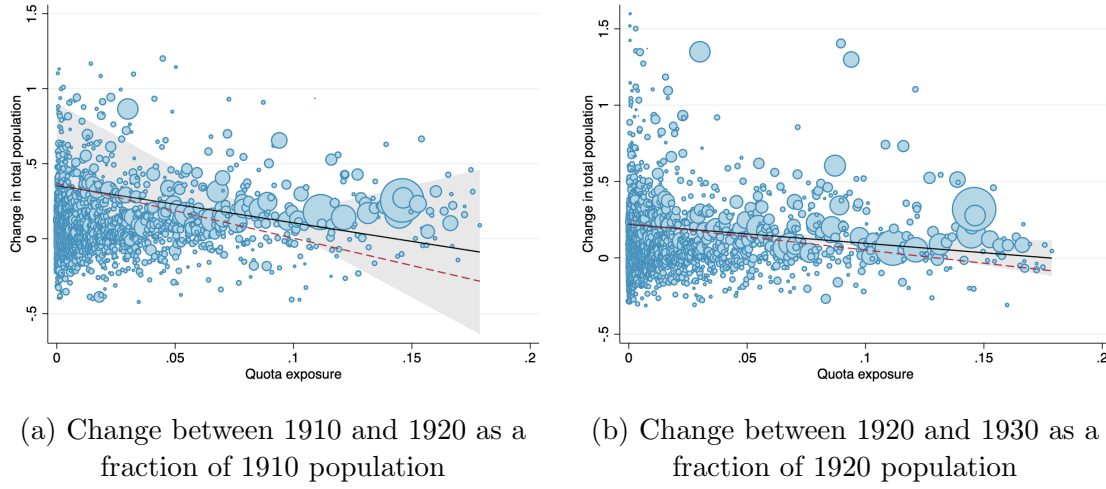 1.5
1
.5
0
-.5
Change in total population
0 .05 .1 .15 .2
Quota exposure
(a) Change between 1910 and 1920 as a
fraction of 1910 population
1.5
1
.5
0
-.5
Change in total population
0 .05 .1 .15 .2
Quota exposure
(b) Change between 1920 and 1930 as a
fraction of 1920 population